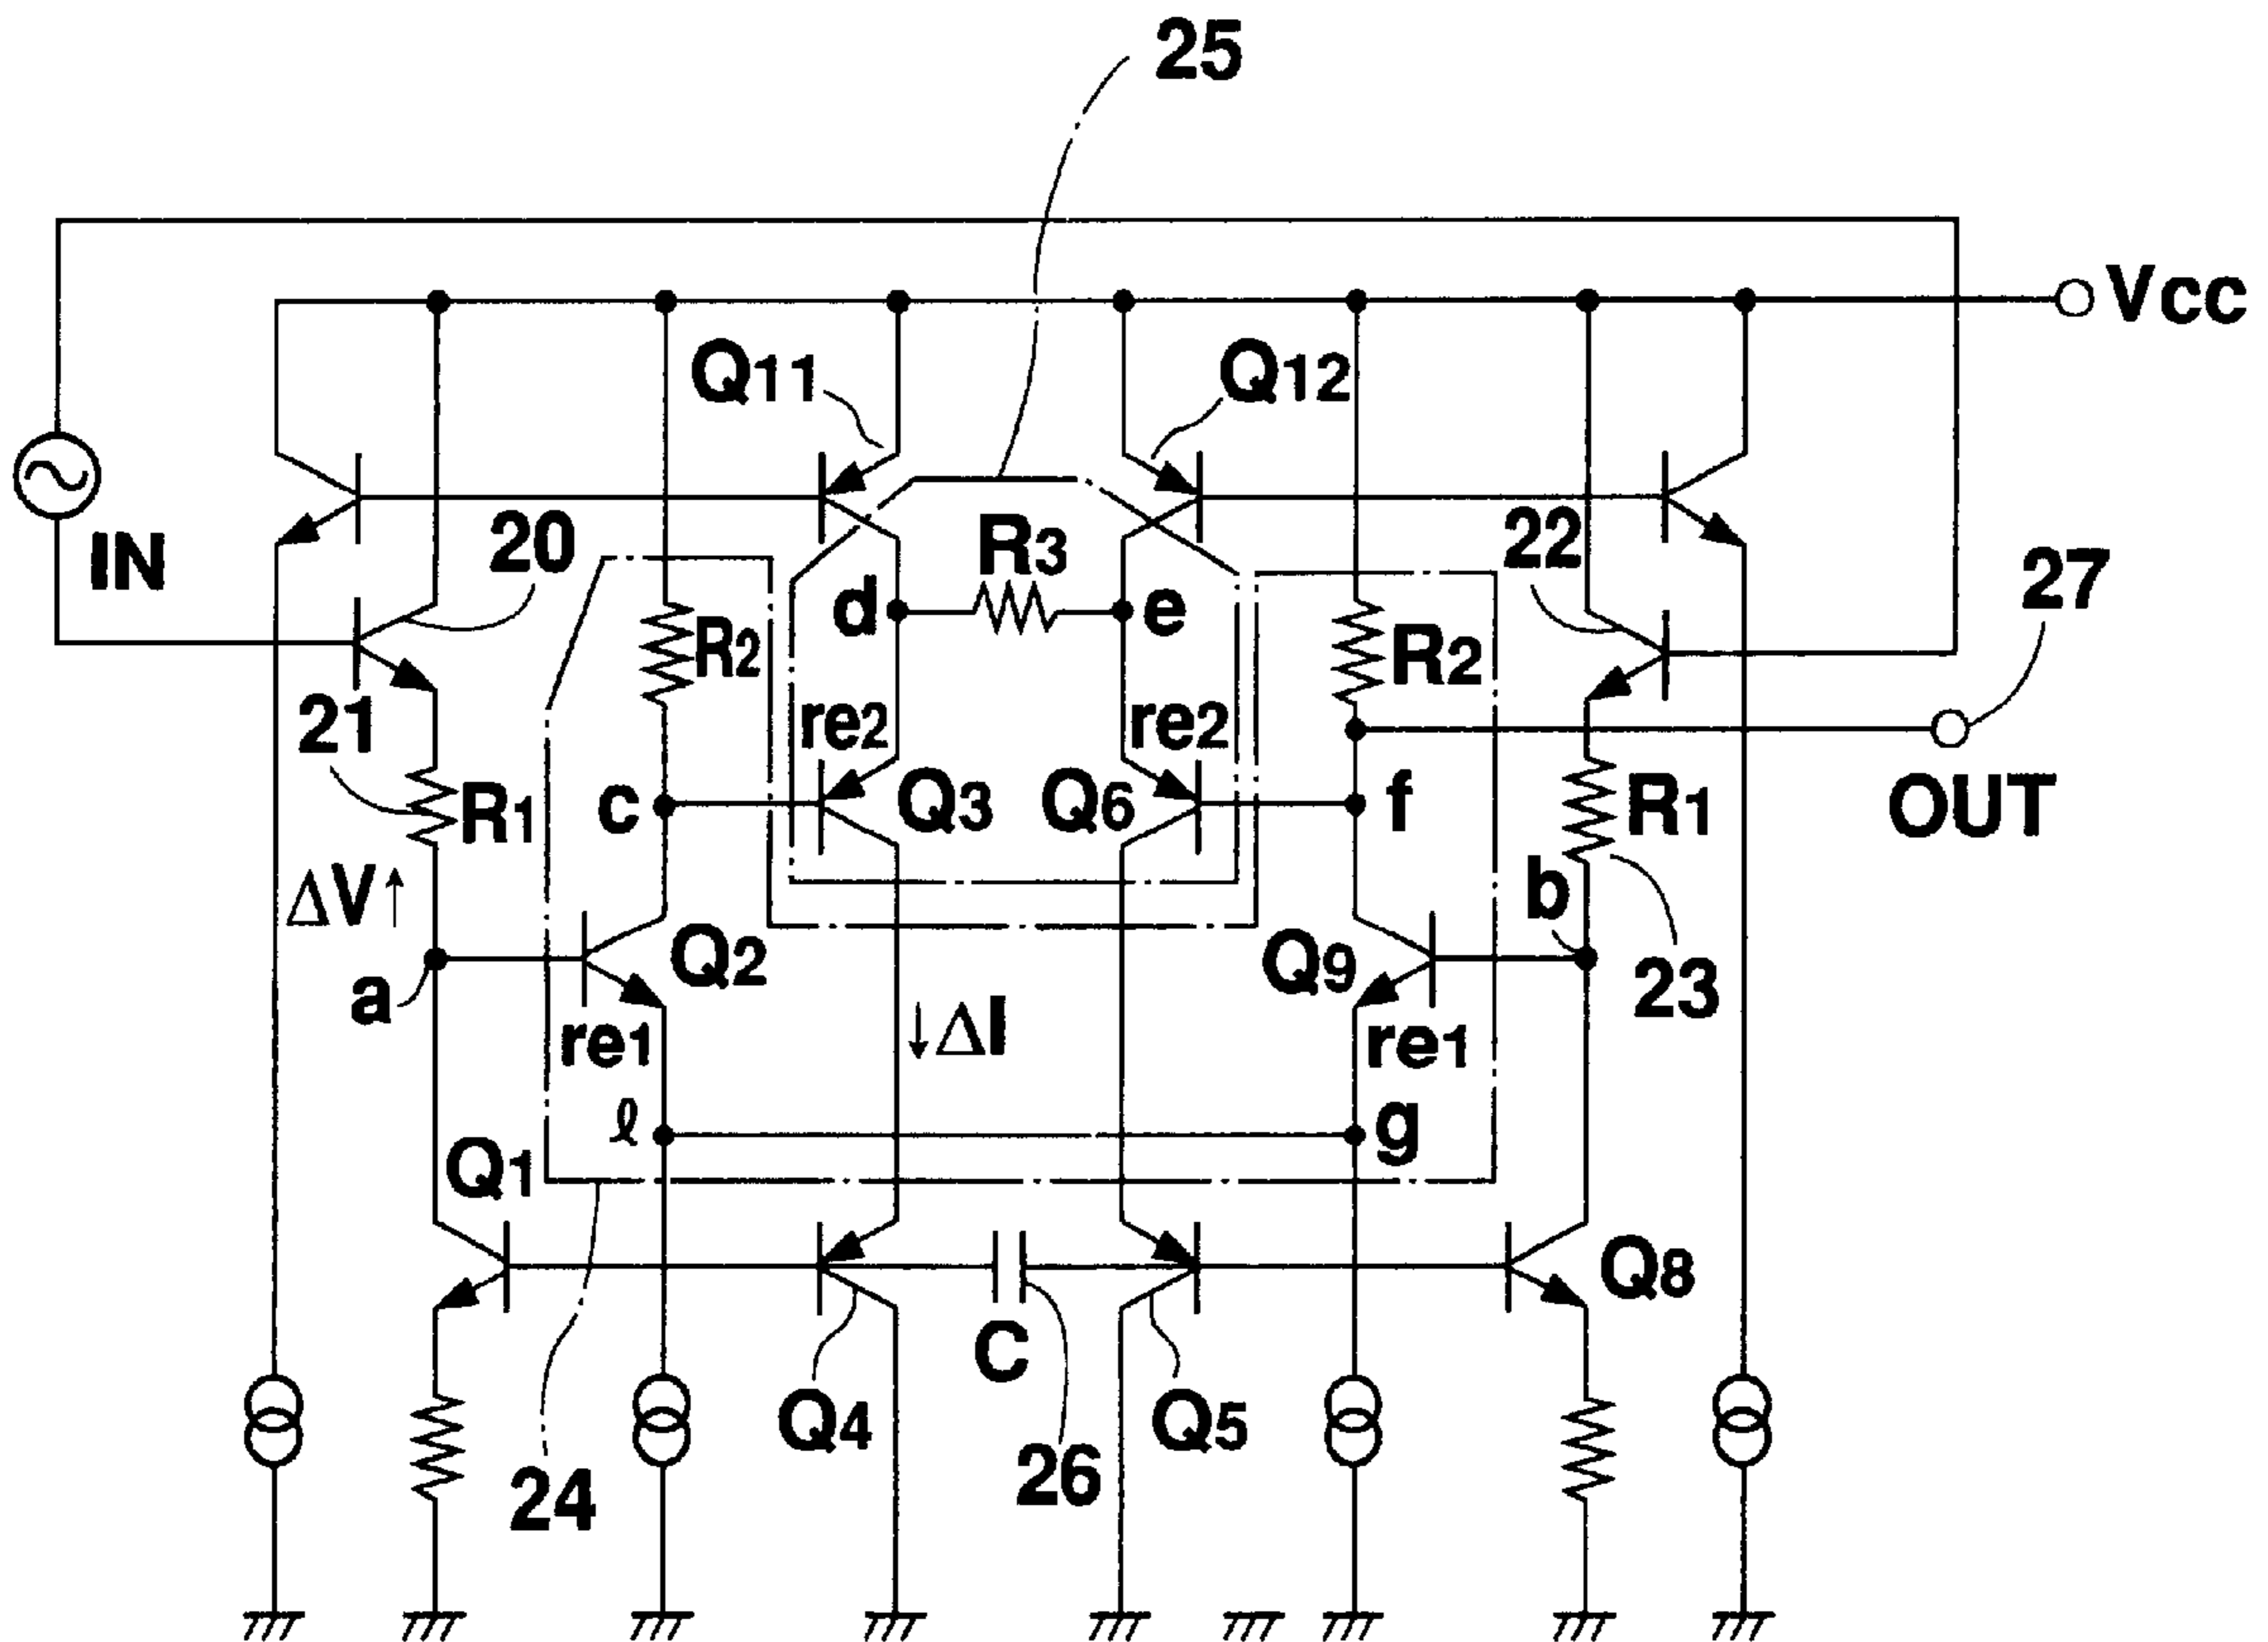 25
Vcc
Q11
Q12
IN
20
R3
22
27
d
e
R2
R2
21
re2
re2
R1
c
Q3
Q6
f
R1
OUT
ΔV↑
b
a
Q2
Q9
23
re1
↓ΔI
re1
ℓ
g
Q1
Q8
C
Q4
Q5
24
26